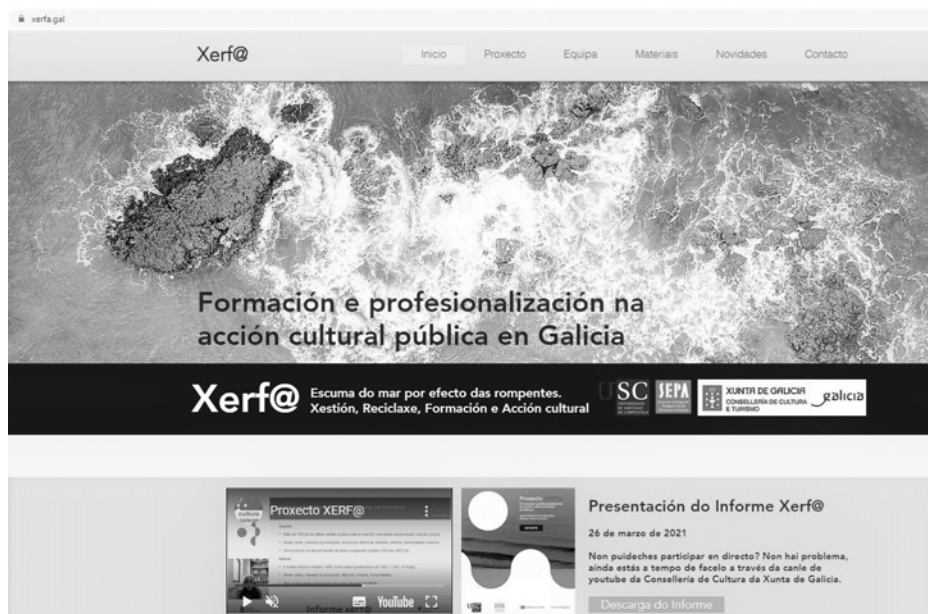 xerfa.gal
Xerf@
Inicio
Proxecto
Equipa
Materiais
Novidades
Contacto
Formación e profesionalización na
acción cultural pública en Galicia
Xerf@
Escuma do mar por efecto das rompentes.
Xestión, Reciclaxe, Formación e Acción cultural
USC
SEPA
XUNTA DE GALICIA
CONSELLERÍA DE CULTURA
E TURISMO
galicia
Proxecto XERF@
YouTube
Proxecto
Presentación do Informe Xerf@
26 de marzo de 2021
Non puideches participar en directo? Non hai problema,
ainda estás a tempo de facelo a través da canle de
youtube da Consellería de Cultura da Xunta de Galicia.
Descarga do Informe